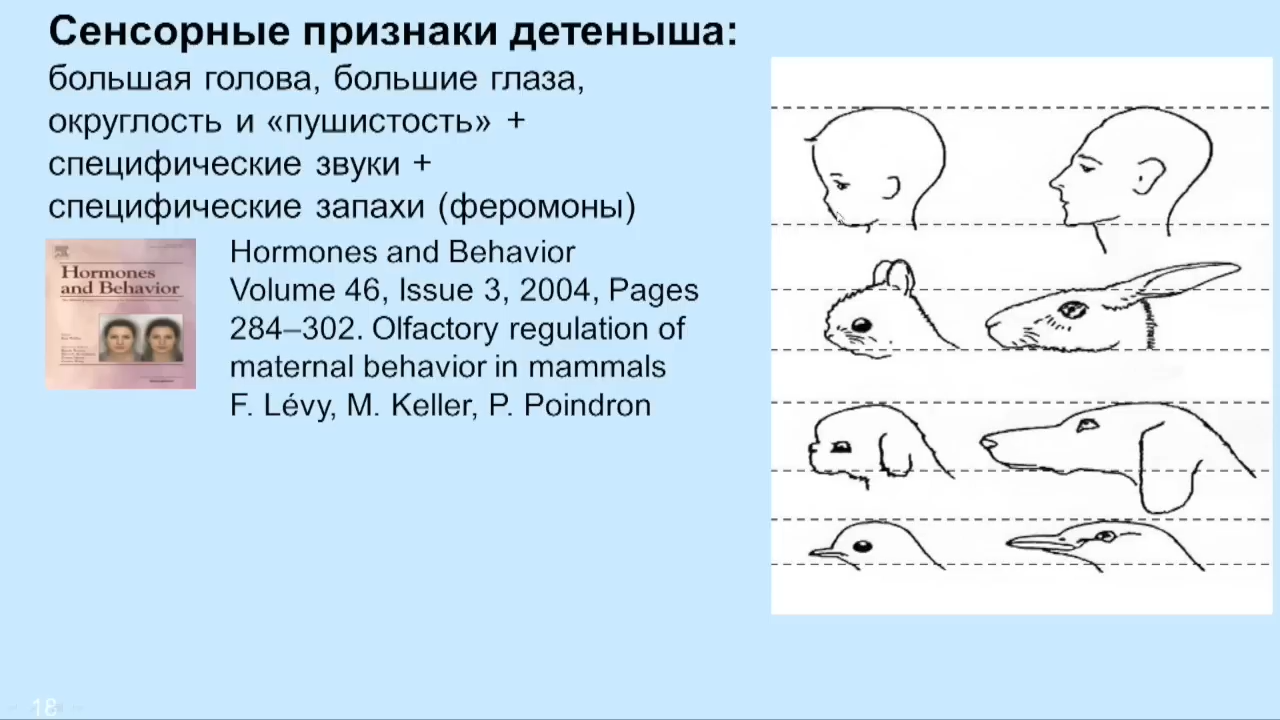 Сенсорные признаки детеныша:
большая голова, большие глаза,
округлость и «пушистость» +
специфические звуки +
специфические запахи (феромоны)
Hormones and Behavior
Volume 46, Issue 3, 2004, Pages
284–302. Olfactory regulation of
maternal behavior in mammals
F. Lévy, M. Keller, P. Poindron
Hormones
and Behavior
18